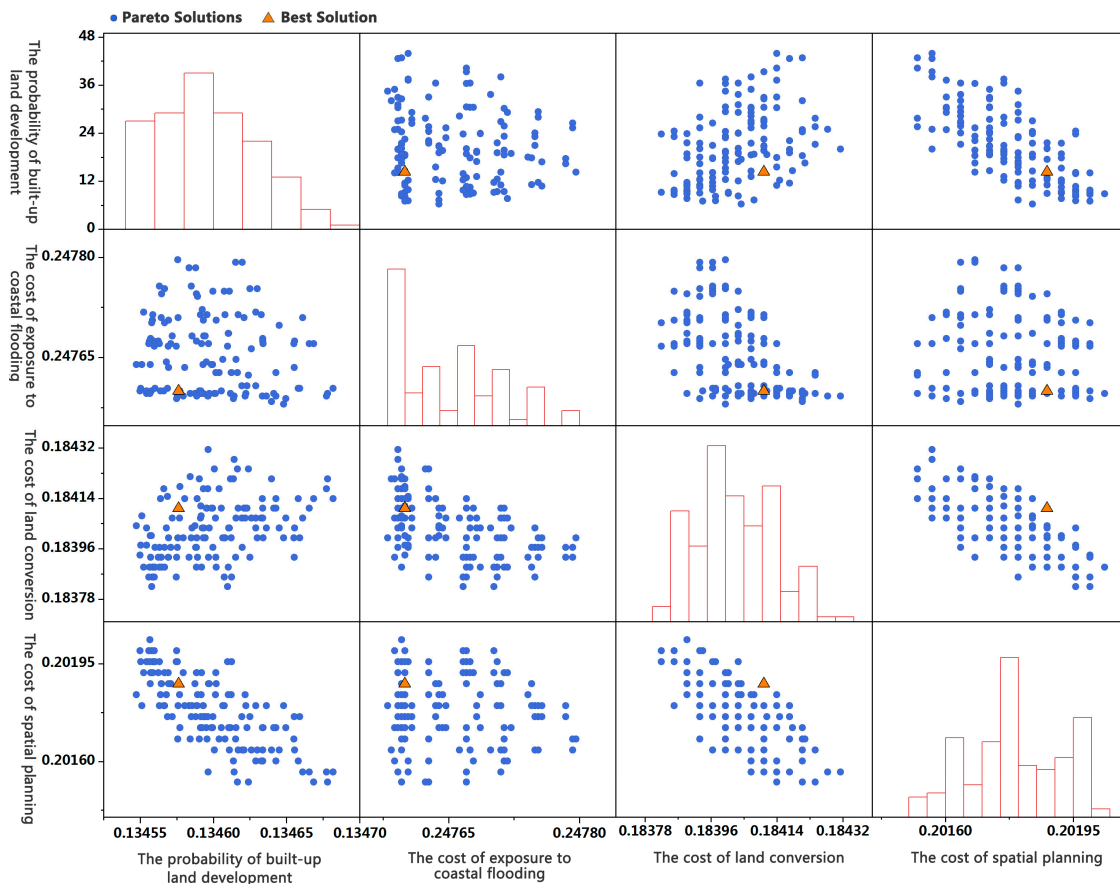 Pareto Solutions Best Solution
The probability of built-up
land development
48
36
24
12
0
The cost of exposure to
coastal flooding
0.24780
0.24765
The cost of land conversion
0.18432
0.18414
0.18396
0.18378
The cost of spatial planning
0.20195
0.20160
0.13455 0.13460 0.13465 0.13470 0.24765 0.24780 0.18378 0.18396 0.18414 0.18432 0.20160 0.20195
The probability of built-up
land development
The cost of exposure to
coastal flooding
The cost of land conversion
The cost of spatial planning